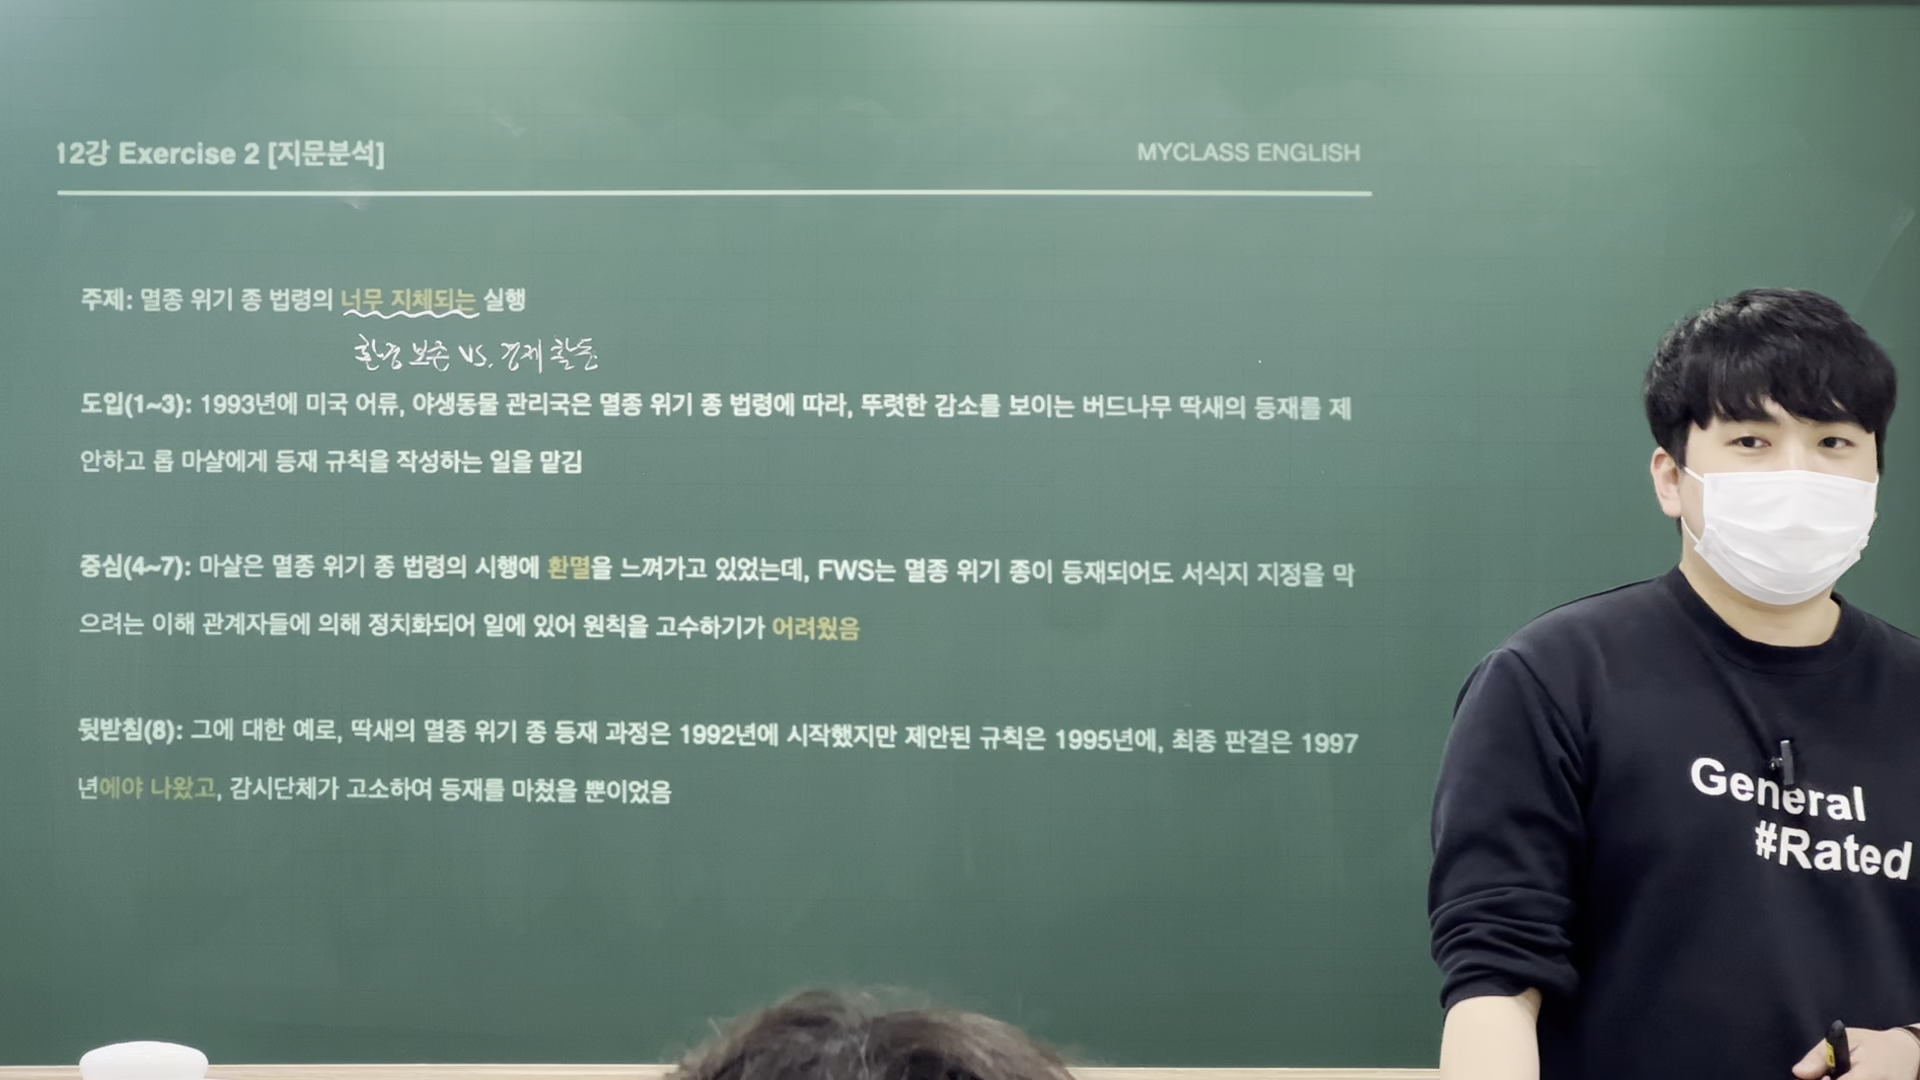 12강 Exercise 2 [지문분석]
MYCLASS ENGLISH
주제: 멸종 위기 종 법령의 너무 지체되는 실행
환경 보존 vs. 경제 활동
도입(1~3): 1993년에 미국 어류, 야생동물 관리국은 멸종 위기 종 법령에 따라, 뚜렷한 감소를 보이는 버드나무 딱새의 등재를 제
안하고 롭 마샬에게 등재 규칙을 작성하는 일을 맡김
중심(4~7): 마샬은 멸종 위기 종 법령의 시행에 환멸을 느껴가고 있었는데, FWS는 멸종 위기 종이 등재되어도 서식지 지정을 막
으려는 이해 관계자들에 의해 정치화되어 일에 있어 원칙을 고수하기가 어려웠음
뒷받침(8): 그에 대한 예로, 딱새의 멸종 위기 종 등재 과정은 1992년에 시작했지만 제안된 규칙은 1995년에, 최종 판결은 1997
년에야 나왔고, 감시단체가 고소하여 등재를 마쳤을 뿐이었음
General
#Rated